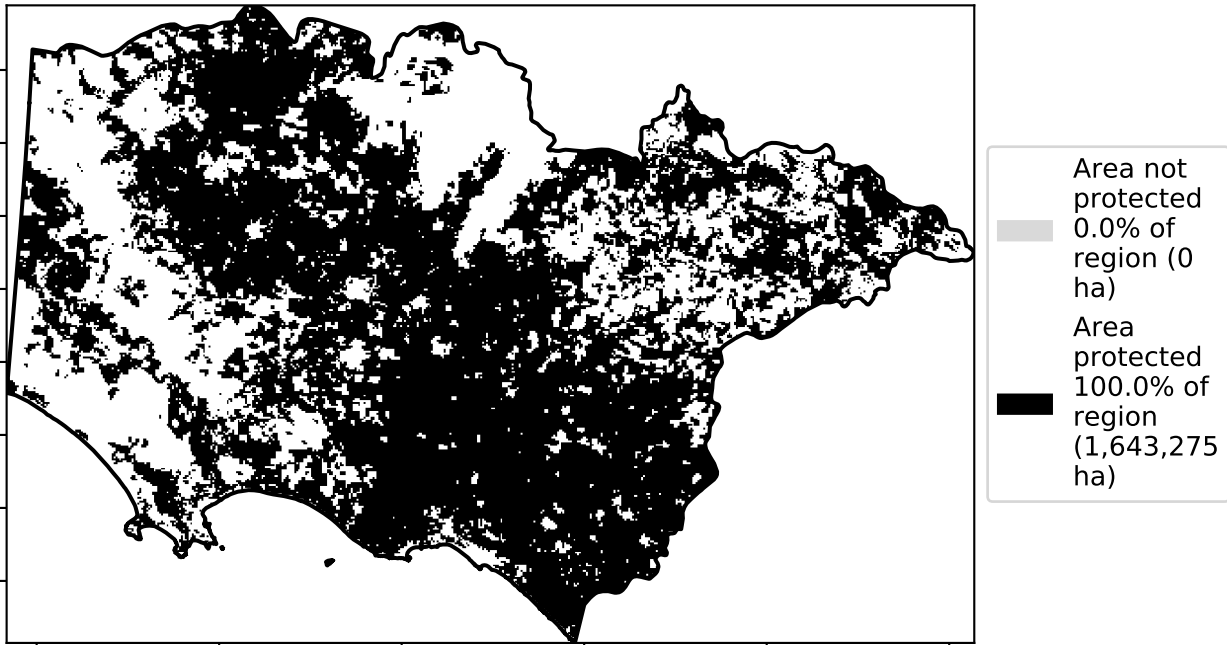 Area not
protected
0.0% of
region (0
ha)
Area
protected
100.0% of
region
(1,643,275
ha)